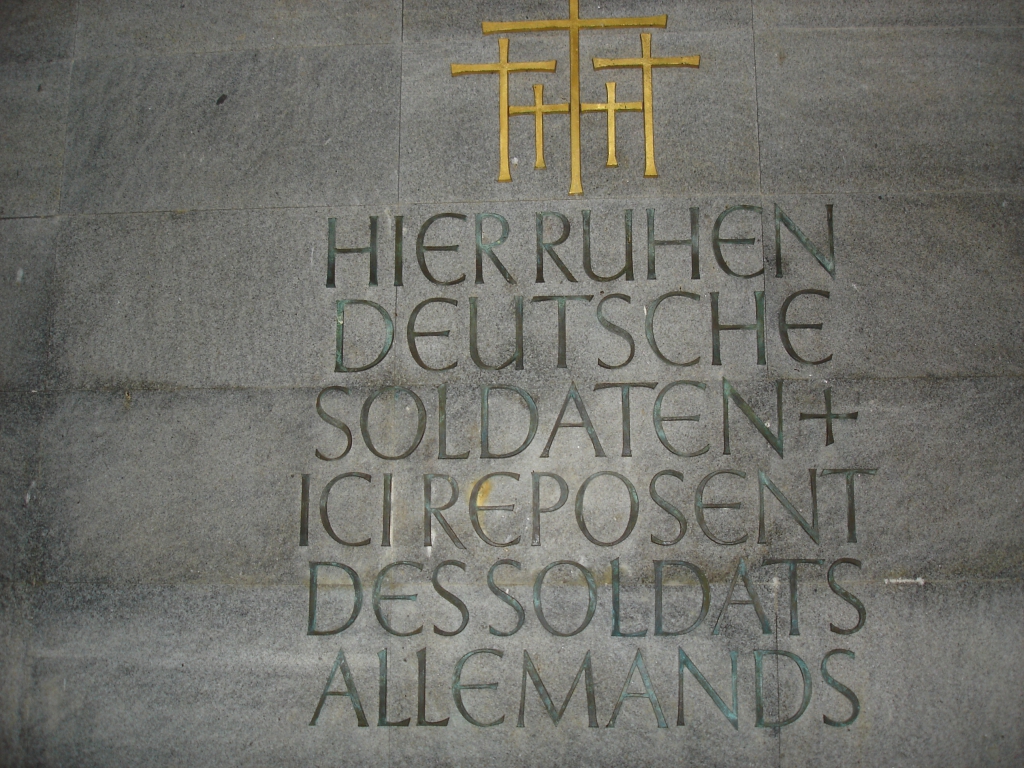 HIER RUHEN
DEUTSCHE
SOLDATEN +
ICI REPOSENT
DES SOLDATS
ALLEMANDS